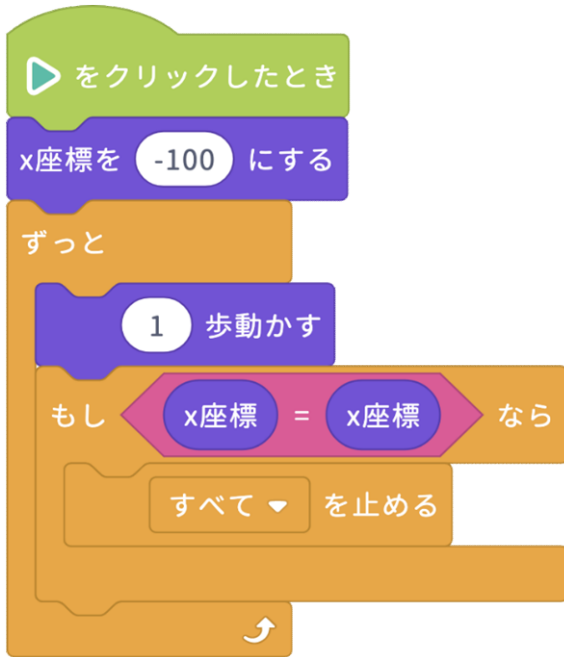 をクリックしたとき
x座標を -100 にする
ずっと
1 歩動かす
もし x座標 = x座標 なら
すべて を止める